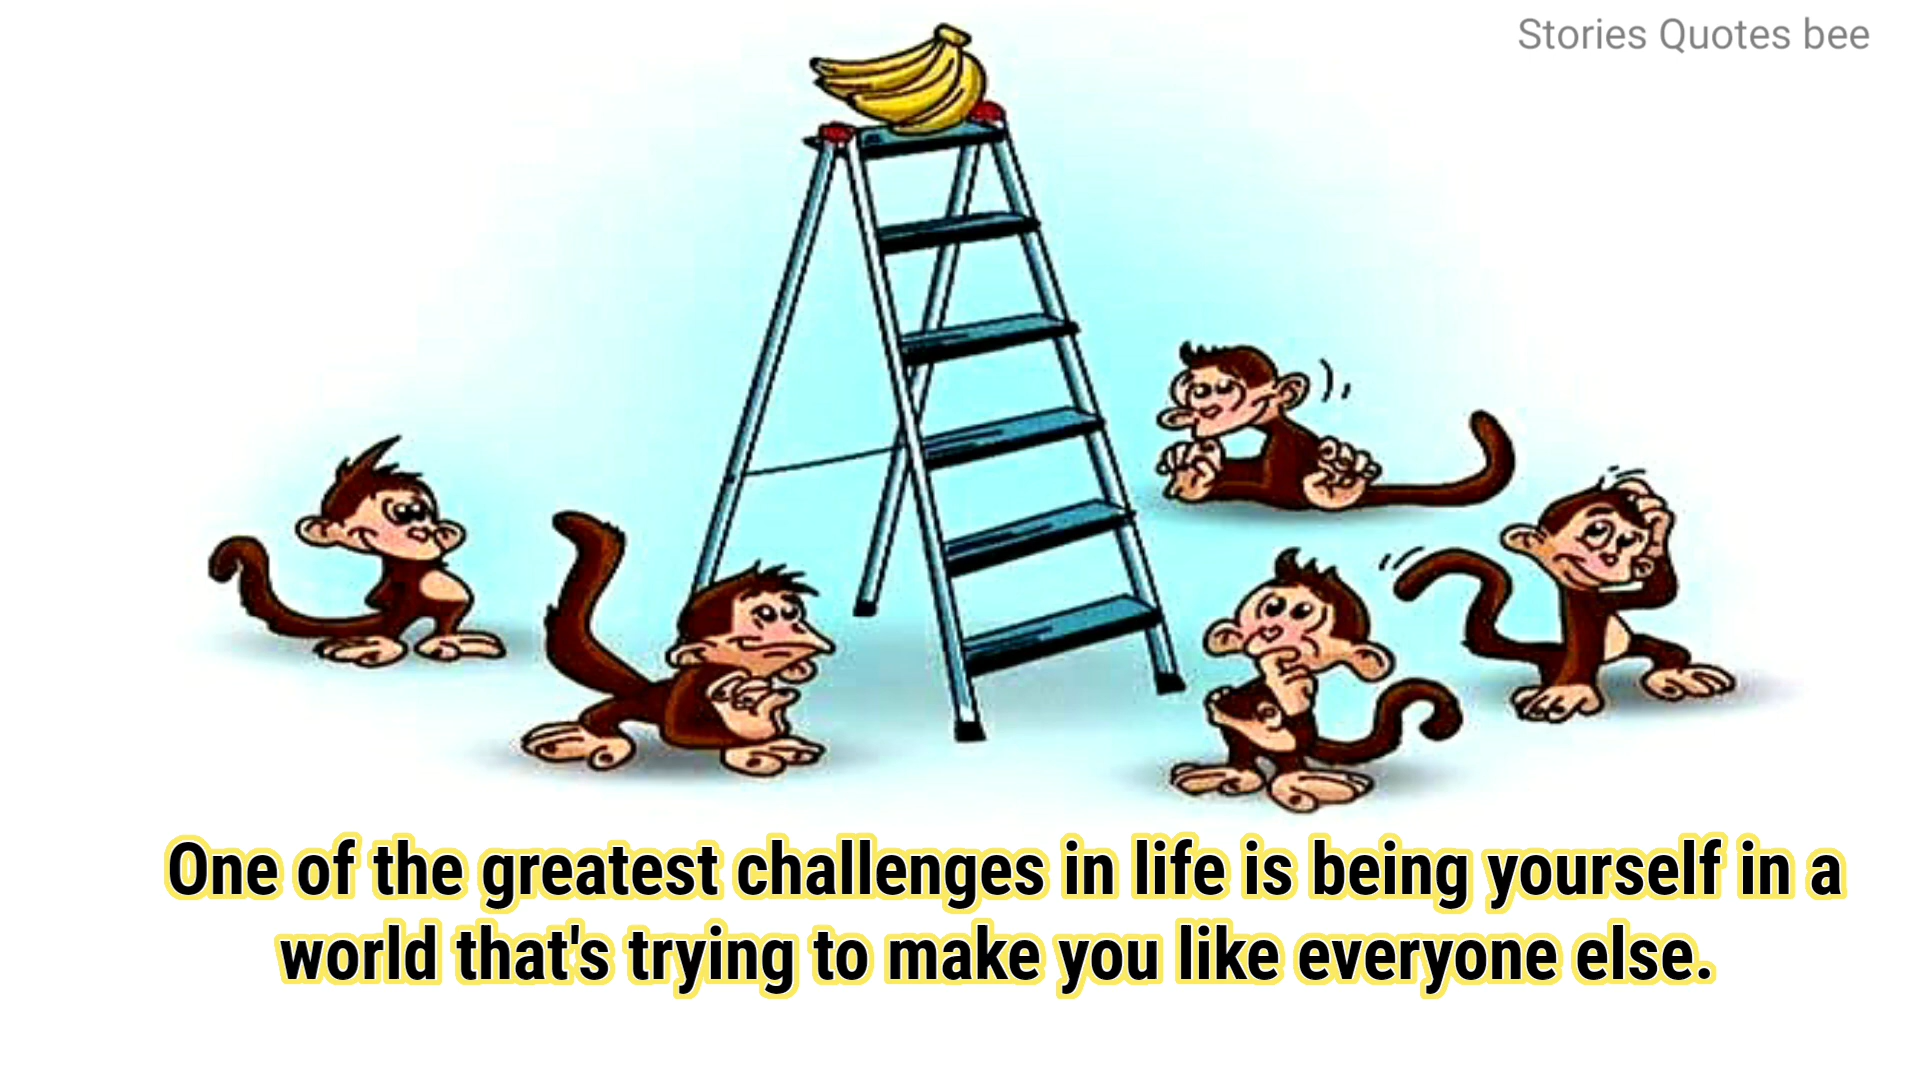 Stories Quotes bee
One of the greatest challenges in life is being yourself in a
world that's trying to make you like everyone else.